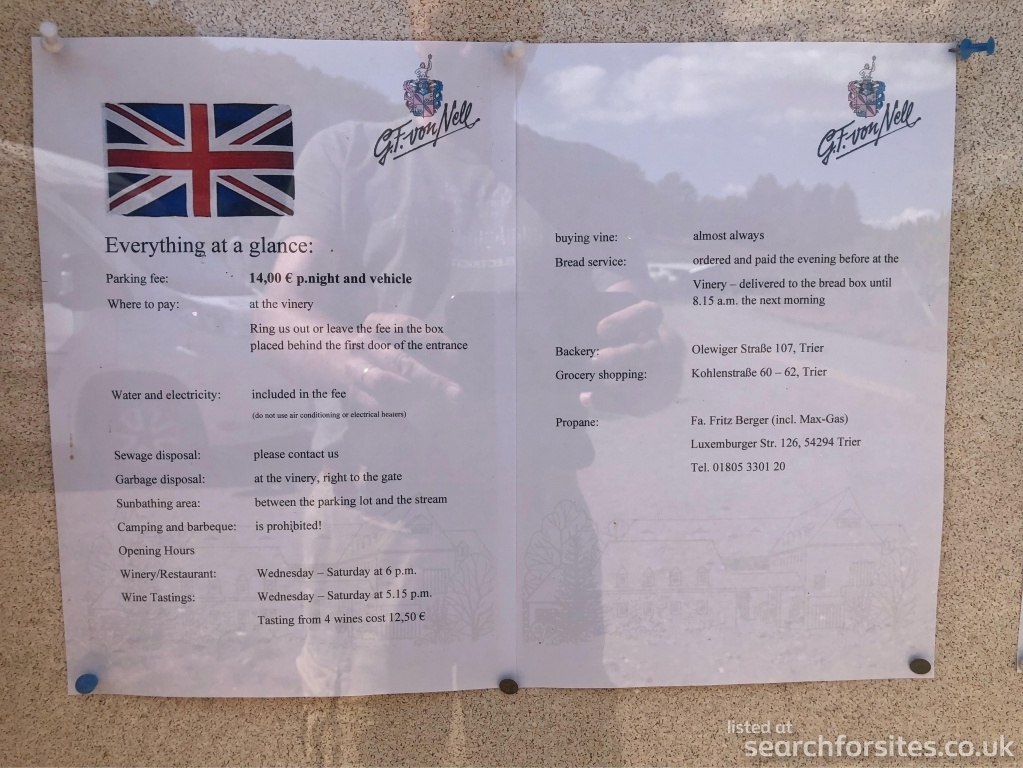 G.F. von Nell
Everything at a glance:
Parking fee: 14,00 € p.night and vehicle
Where to pay: at the vinery
Ring us out or leave the fee in the box
placed behind the first door of the entrance
Water and electricity: included in the fee
(do not use air conditioning or electrical heaters)
Sewage disposal: please contact us
Garbage disposal: at the vinery, right to the gate
Sunbathing area: between the parking lot and the stream
Camping and barbeque: is prohibited!
Opening Hours
Winery/Restaurant: Wednesday – Saturday at 6 p.m.
Wine Tastings: Wednesday – Saturday at 5.15 p.m.
Tasting from 4 wines cost 12,50 €
G.F. von Nell
buying vine: almost always
Bread service: ordered and paid the evening before at the
Vinery – delivered to the bread box until
8.15 a.m. the next morning
Backery: Olewiger Straße 107, Trier
Grocery shopping: Kohlenstraße 60 – 62, Trier
Propane: Fa. Fritz Berger (incl. Max-Gas)
Luxemburger Str. 126, 54294 Trier
Tel. 01805 3301 20
listed at
searchforsites.co.uk